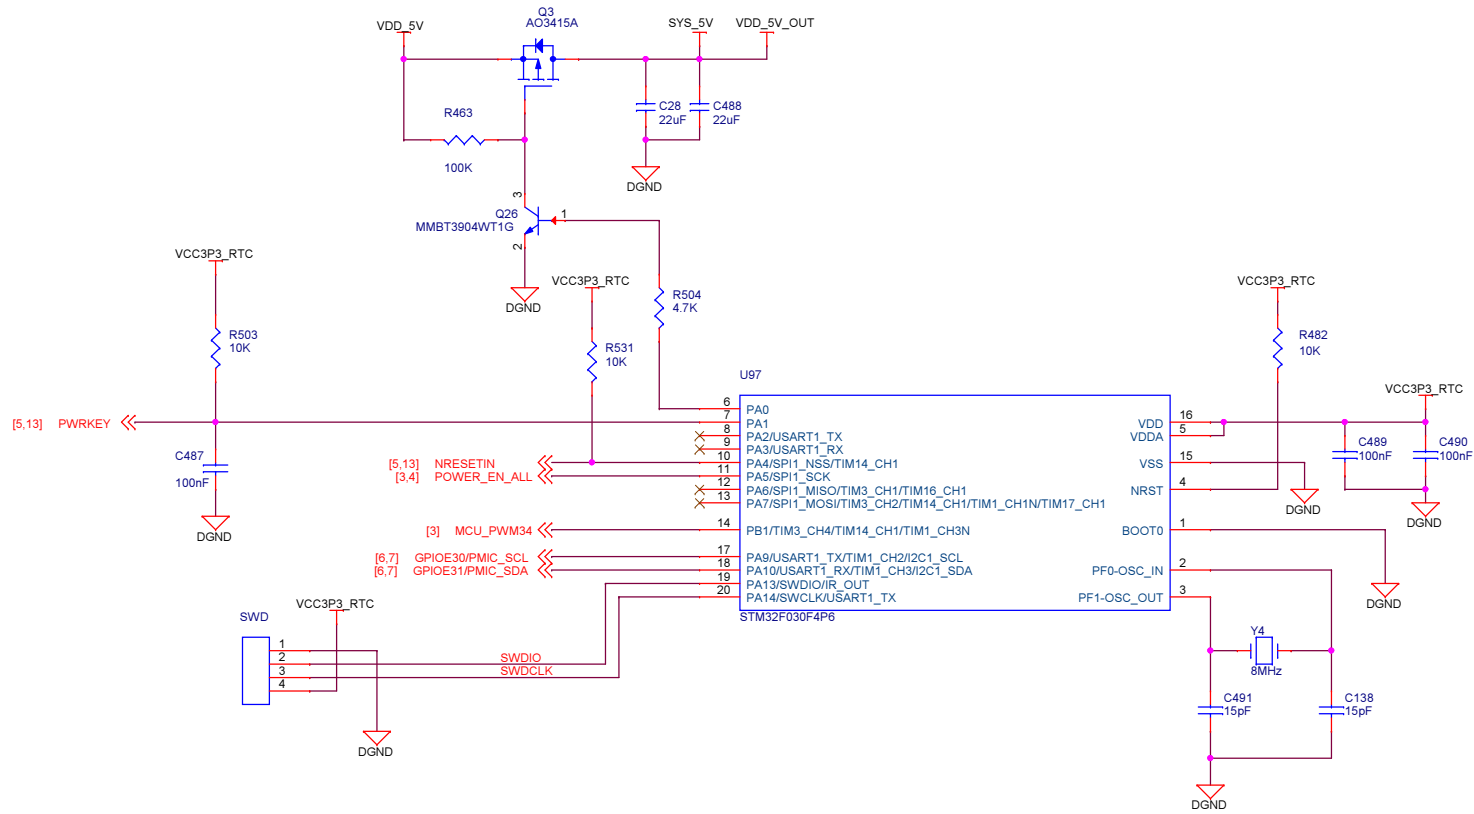 Q3
AO3415A
VDD_5V
SYS_5V
VDD_5V_OUT
R463
100K
C28
22uF
C488
22uF
DGND
3
Q26
MMBT3904WT1G
1
2
DGND
VCC3P3_RTC
R503
10K
VCC3P3_RTC
R531
10K
R504
4.7K
VCC3P3_RTC
R482
10K
VCC3P3_RTC
[5,13] PWRKEY
C487
100nF
DGND
[5,13] NRESETIN
[3,4] POWER_EN_ALL
[3] MCU_PWM34
[6,7] GPIOE30/PMIC_SCL
[6,7] GPIOE31/PMIC_SDA
U97
6 PA0
7 PA1
8 PA2/USART1_TX
9 PA3/USART1_RX
10 PA4/SPI1_NSS/TIM14_CH1
11 PA5/SPI1_SCK
12 PA6/SPI1_MISO/TIM3_CH1/TIM16_CH1
13 PA7/SPI1_MOSI/TIM3_CH2/TIM14_CH1/TIM1_CH1N/TIM17_CH1
14 PB1/TIM3_CH4/TIM14_CH1/TIM1_CH3N
17 PA9/USART1_TX/TIM1_CH2/I2C1_SCL
18 PA10/USART1_RX/TIM1_CH3/I2C1_SDA
19 PA13/SWDIO/IR_OUT
20 PA14/SWCLK/USART1_TX
VDD 16
VDDA 5
VSS 15
NRST 4
BOOT0 1
PF0-OSC_IN 2
PF1-OSC_OUT 3
STM32F030F4P6
C489
100nF
C490
100nF
DGND
DGND
DGND
VCC3P3_RTC
SWD
1
2
3
4
SWDIO
SWDCLK
DGND
Y4
8MHz
C491
15pF
C138
15pF
DGND